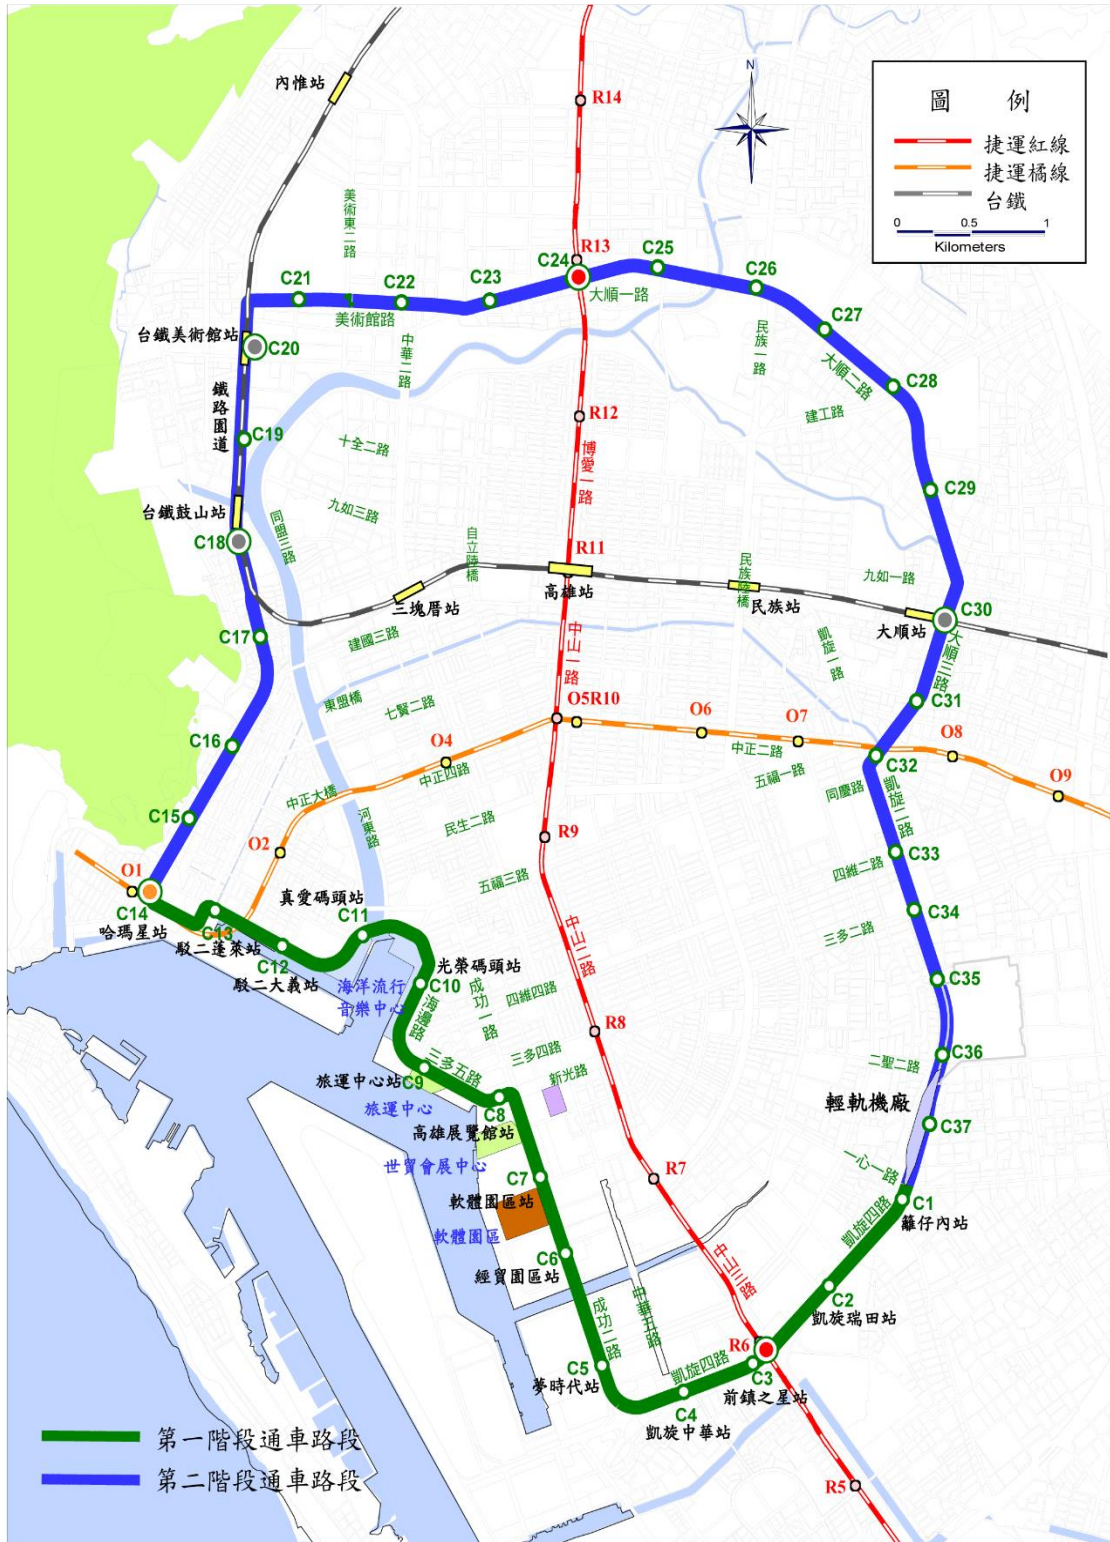 內惟站
R14
N
圖 例
捷運紅線
捷運橘線
台鐵
0 0.5 1
Kilometers
美術東二路
R13
C24
C25
C26
C21
C22
C23
大順一路
美術館路
台鐵美術館站
C20
中華二路
民族一路
C27
大順二路
C28
建工路
鐵路園道
C19
R12
十全二路
博愛一路
C29
台鐵鼓山站
九如三路
同盟三路
C18
自立陸橋
R11
高雄站
民族陸橋
民族站
九如一路
三塊厝站
C30
大順站
大順三路
C17
建國三路
中山一路
凱旋一路
東盟橋
七賢二路
O5R10
O6
O7
C31
O8
C16
O4
中正二路
C32
中正四路
五福一路
同慶路
凱旋二路
O9
中正大橋
河東路
C15
民生二路
R9
O2
四維二路
C33
O1
五福三路
C14
哈瑪星站
真愛碼頭站
C34
C13
駁二蓬萊站
C11
中山二路
三多二路
C12
駁二大義站
光榮碼頭站
C10
海洋流行
音樂中心
成功一路
四維四路
C35
海邊路
R8
三多四路
二聖二路
C36
三多五路
新光路
旅運中心站
C9
輕軌機廠
旅運中心
C8
高雄展覽館站
C37
世貿會展中心
C7
R7
一心一路
軟體園區站
C1
凱旋四路
籬仔內站
軟體園區
C6
經貿園區站
中山三路
C2
凱旋瑞田站
成功二路
中華五路
R6
C5
夢時代站
凱旋四路
C3
前鎮之星站
C4
凱旋中華站
第一階段通車路段
第二階段通車路段
R5